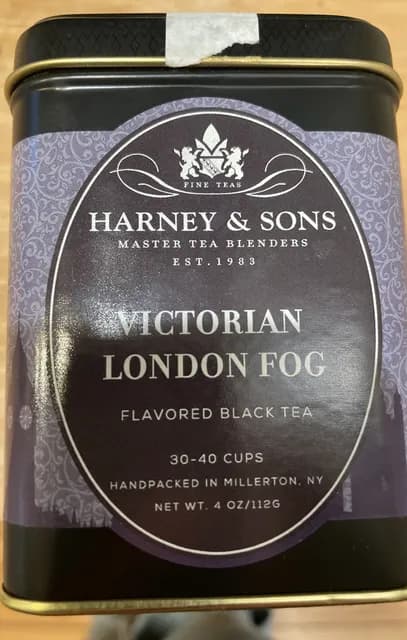 FINE TEAS
HARNEY & SONS
MASTER TEA BLENDERS
EST. 1983
VICTORIAN
LONDON FOG
FLAVORED BLACK TEA
30-40 CUPS
HANDPACKED IN MILLERTON, NY
NET WT. 4 OZ/112G